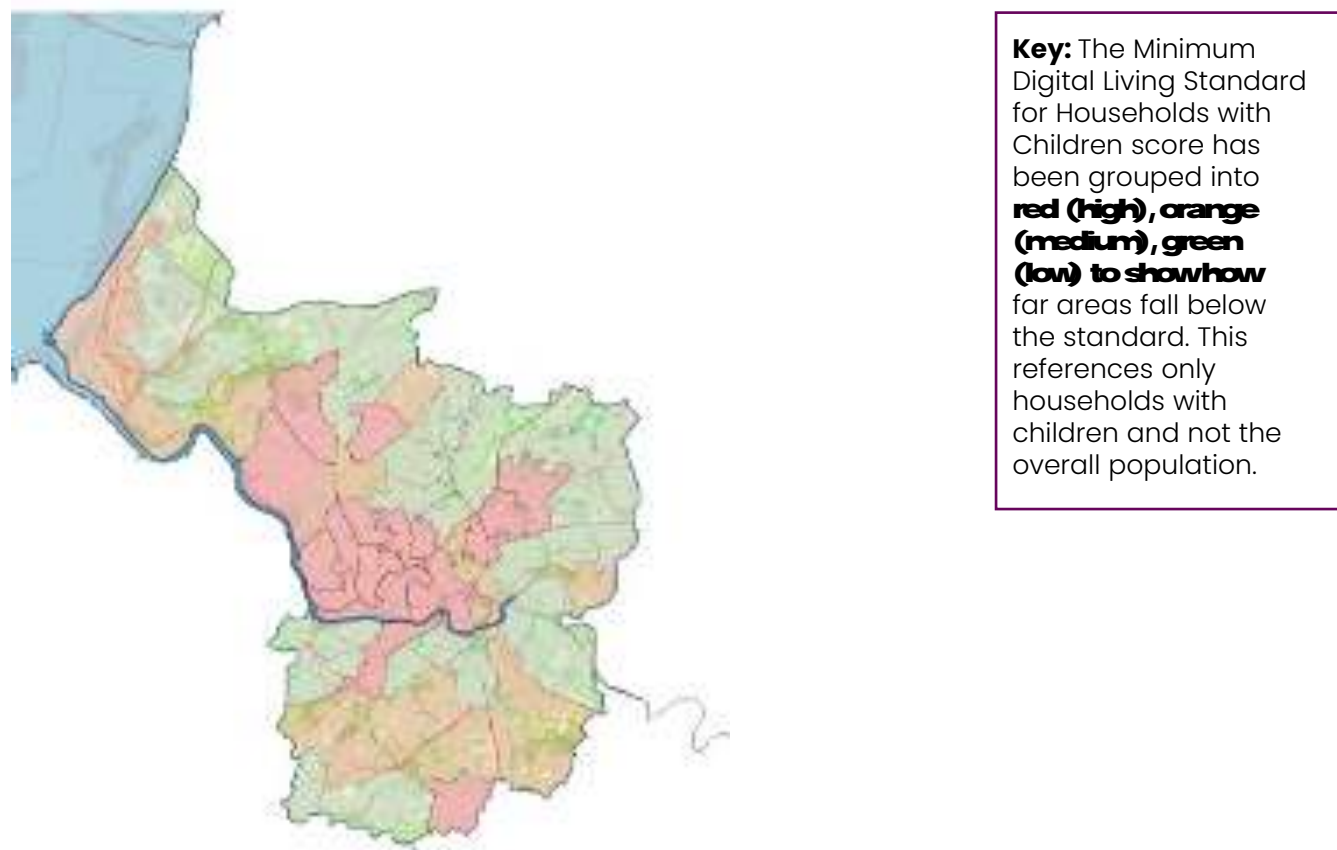 Key: The Minimum
Digital Living Standard
for Households with
Children score has
been grouped into
red (high), orange
(medium), green
(low) to show how
far areas fall below
the standard. This
references only
households with
children and not the
overall population.